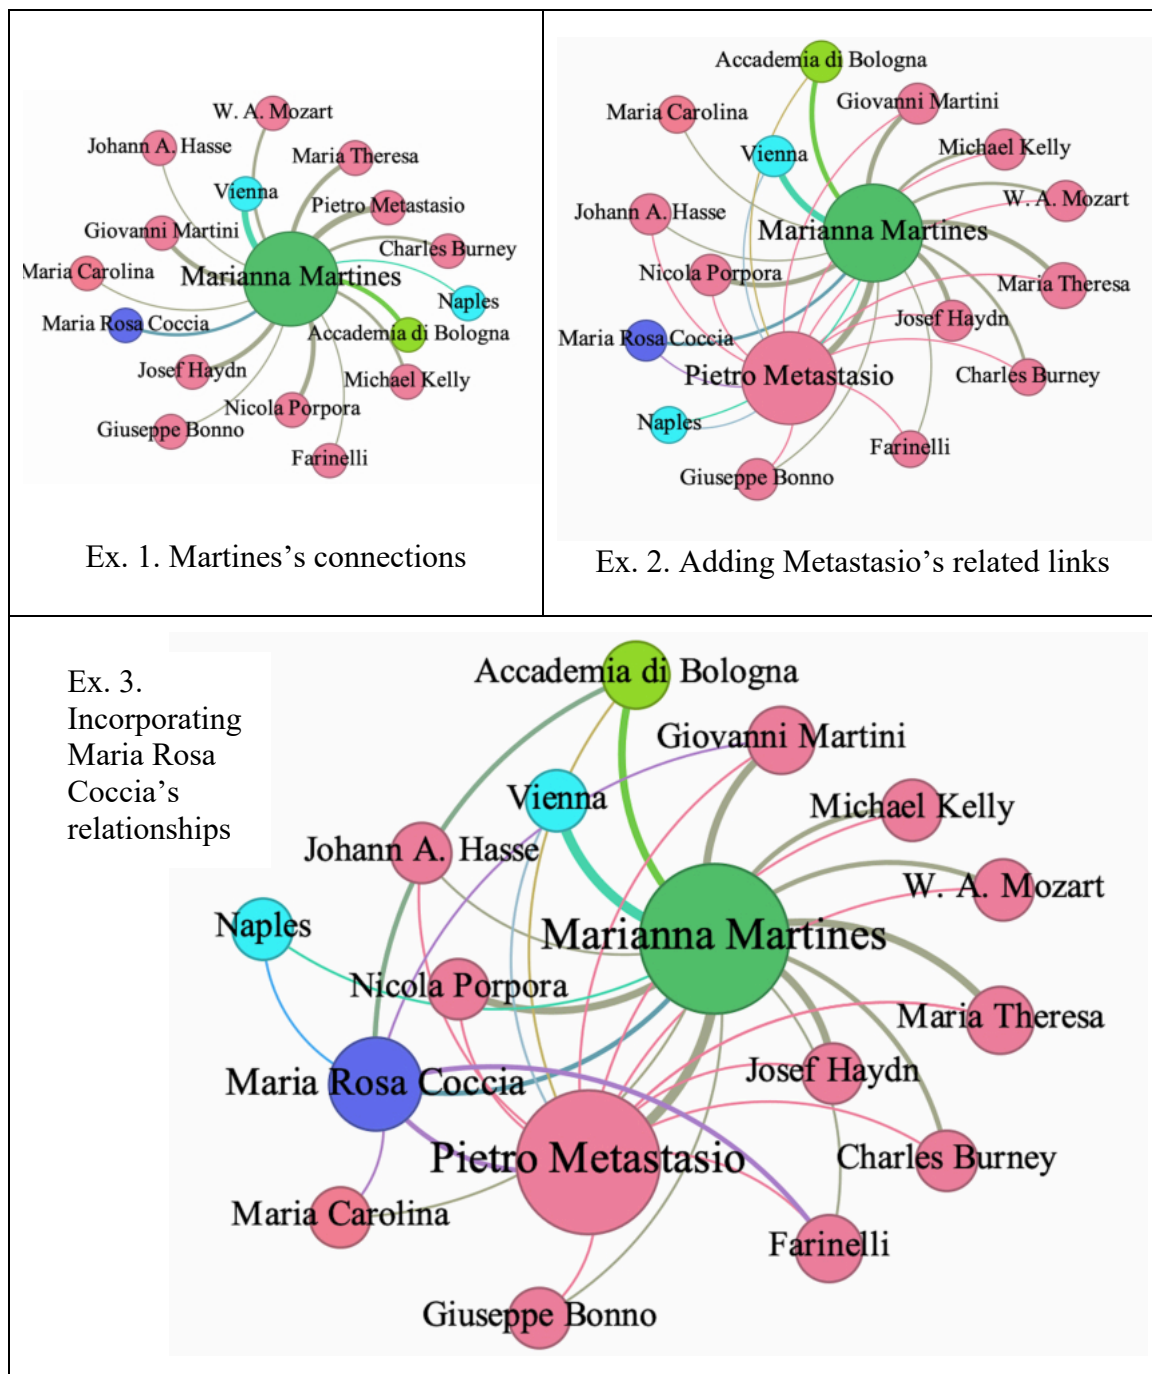 W. A. Mozart
Johann A. Hasse
Maria Theresa
Vienna
Pietro Metastasio
Giovanni Martini
Charles Burney
Maria Carolina
Marianna Martines
Naples
Maria Rosa Coccia
Accademia di Bologna
Josef Haydn
Michael Kelly
Nicola Porpora
Giuseppe Bonno
Farinelli
Ex. 1. Martines’s connections
Accademia di Bologna
Giovanni Martini
Maria Carolina
Michael Kelly
Vienna
W. A. Mozart
Johann A. Hasse
Marianna Martines
Nicola Porpora
Maria Theresa
Josef Haydn
Maria Rosa Coccia
Pietro Metastasio
Charles Burney
Naples
Farinelli
Giuseppe Bonno
Ex. 2. Adding Metastasio’s related links
Ex. 3.
Incorporating
Maria Rosa
Coccia’s
relationships
Accademia di Bologna
Giovanni Martini
Vienna
Michael Kelly
Johann A. Hasse
W. A. Mozart
Naples
Marianna Martines
Nicola Porpora
Maria Theresa
Josef Haydn
Maria Rosa Coccia
Pietro Metastasio
Charles Burney
Maria Carolina
Farinelli
Giuseppe Bonno